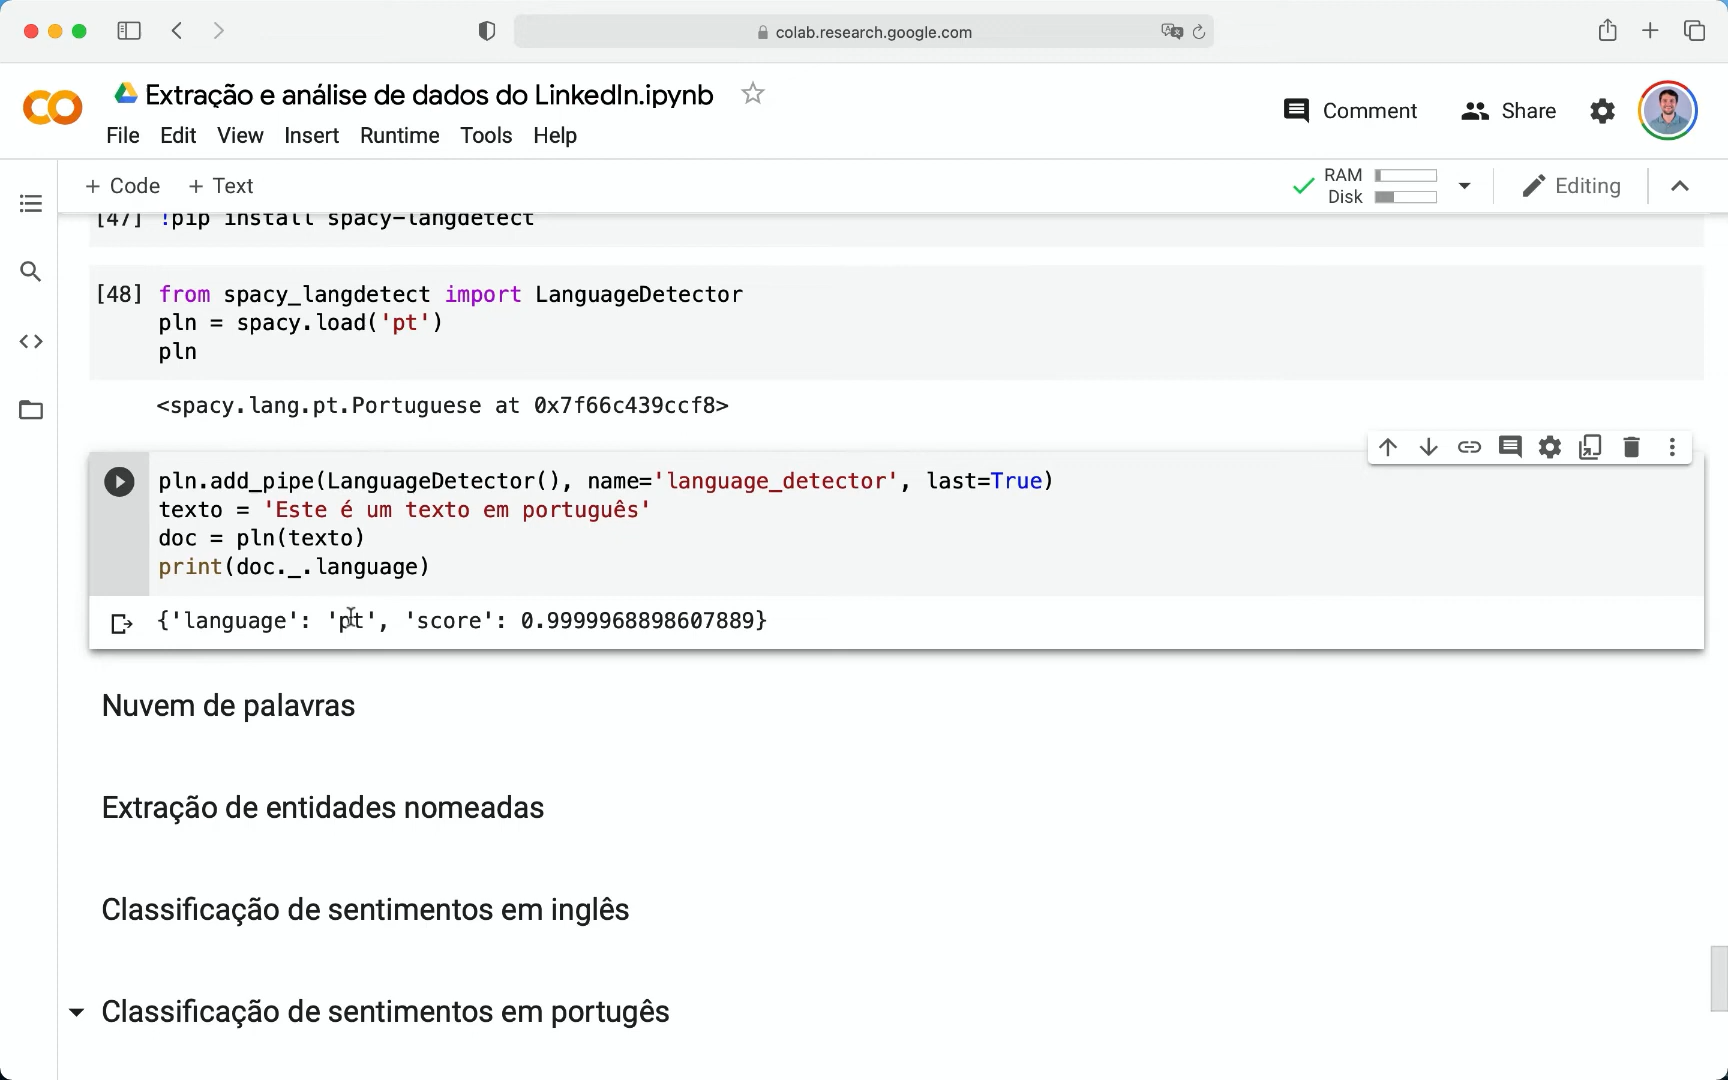 colab.research.google.com
Extração e análise de dados do LinkedIn.ipynb
Comment
Share
File Edit View Insert Runtime Tools Help
+ Code + Text
RAM
Disk
Editing
[47] !pip install spacy-langdetect
[48] from spacy_langdetect import LanguageDetector
pln = spacy.load('pt')
pln
<spacy.lang.pt.Portuguese at 0x7f66c439ccf8>
pln.add_pipe(LanguageDetector(), name='language_detector', last=True)
texto = 'Este é um texto em português'
doc = pln(texto)
print(doc._.language)
{'language': 'pt', 'score': 0.9999968898607889}
Nuvem de palavras
Extração de entidades nomeadas
Classificação de sentimentos em inglês
Classificação de sentimentos em portugês